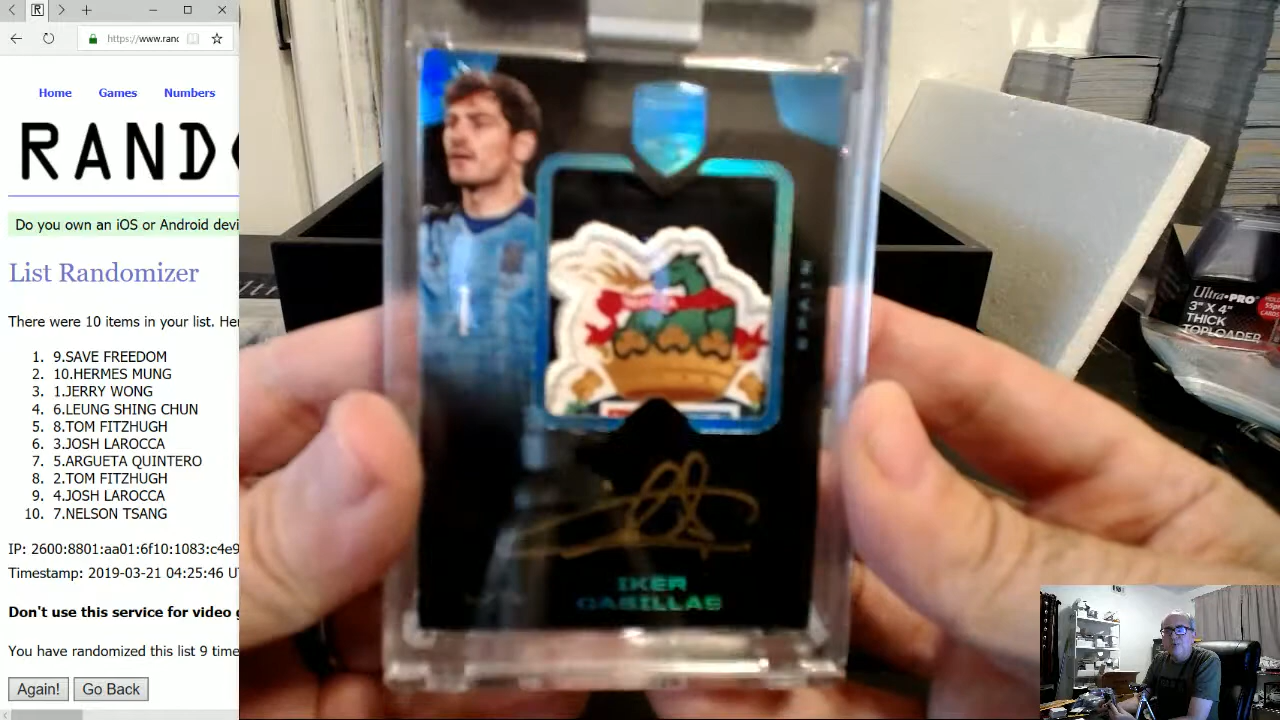 https://www.ranc
Home Games Numbers
RANDO
Do you own an iOS or Android devi
List Randomizer
There were 10 items in your list. Her
1. 9.SAVE FREEDOM
2. 10.HERMES MUNG
3. 1.JERRY WONG
4. 6.LEUNG SHING CHUN
5. 8.TOM FITZHUGH
6. 3.JOSH LAROCCA
7. 5.ARGUETA QUINTERO
8. 2.TOM FITZHUGH
9. 4.JOSH LAROCCA
10. 7.NELSON TSANG
IP: 2600:8801:aa01:6f10:1083:c4e9
Timestamp: 2019-03-21 04:25:46 U
Don't use this service for video g
You have randomized this list 9 time
Again! Go Back
SPAIN
IKER
CASILLAS
Ultra·PRO
3" X 4"
THICK
TOPLOADER